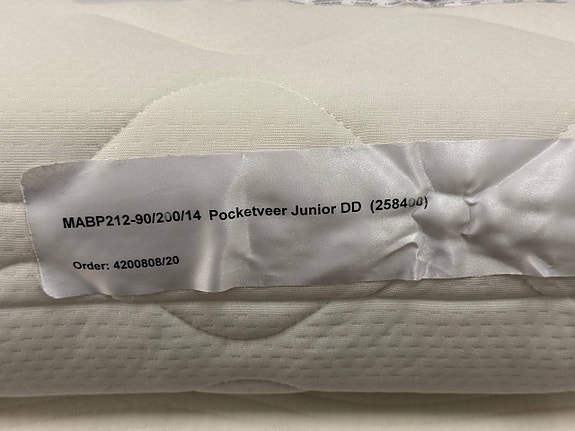 MABP212-90/200/14 Pocketveer Junior DD (258400)
Order: 4200808/20